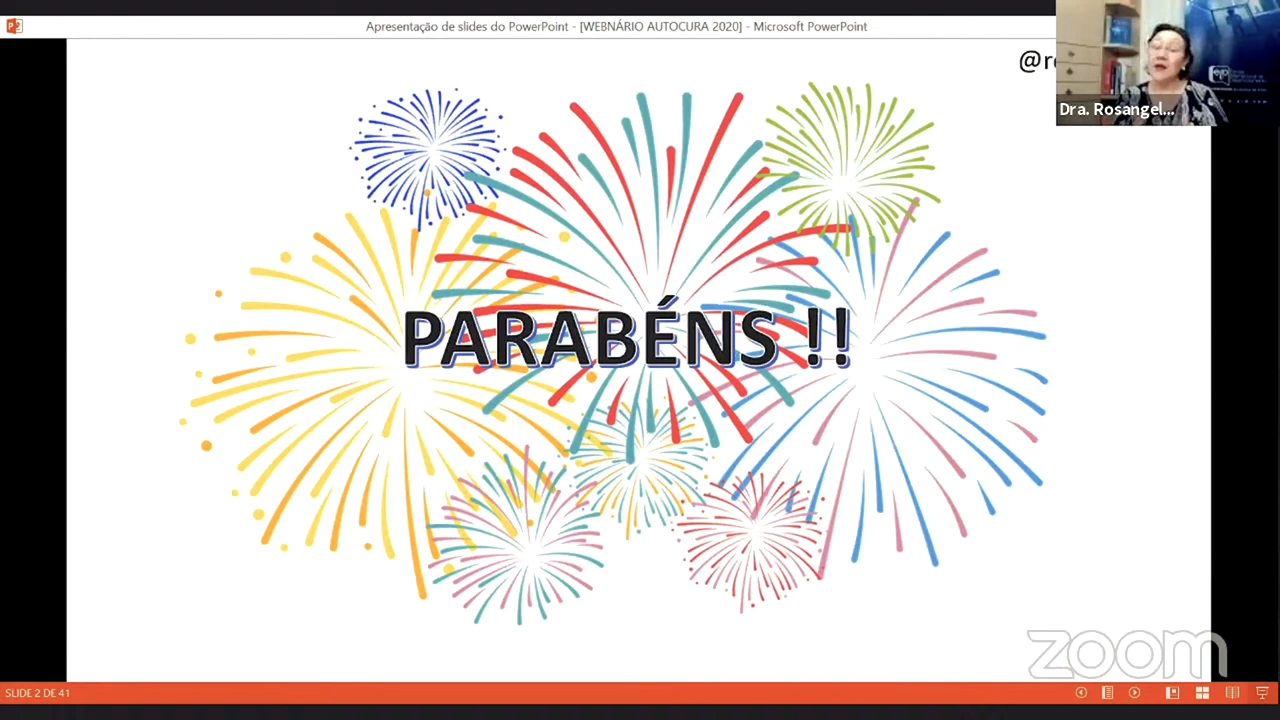 Apresentação de slides do PowerPoint - [WEBNÁRIO AUTOCURA 2020] - Microsoft PowerPoint
Dra. Rosangel...
PARABÉNS !!
zoom
SLIDE 2 DE 41